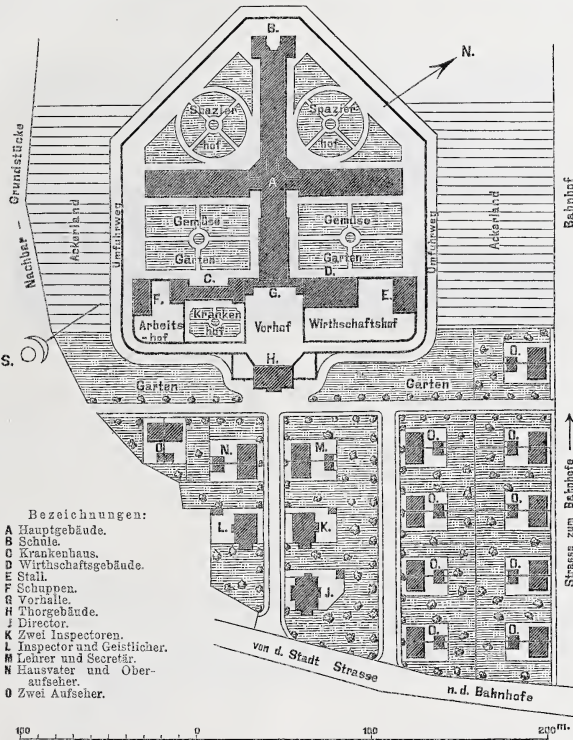 B.
N.
Spazier
hof
Spazier
hof
A
Nachbar - Grundstücke
Ackerland
Umfuhrweg
Gemüse
Garten
Gemüse
Garten
Umfuhrweg
Ackerland
Bahnhof
C.
D.
F.
G.
E.
Arbeits
-hof
Kranken
hof
Vorhof
Wirthschaftshof
S.
H.
O.
Garten
Garten
O.
N.
M.
O.
O.
L.
K.
O.
O.
J.
O.
O.
O.
O.
Strasse zum Bahnhofe
Bezeichnungen:
A Hauptgebäude.
B Schule.
C Krankenhaus.
D Wirthschaftsgebäude.
E Stall.
F Schuppen.
G Vorhalle.
H Thorgebäude.
J Director.
K Zwei Inspectoren.
L Inspector und Geistlicher.
M Lehrer und Secretär.
N Hausvater und Ober-
aufseher.
O Zwei Aufseher.
von d. Stadt Strasse
n. d. Bahnhofe
100 0 100 200 m.